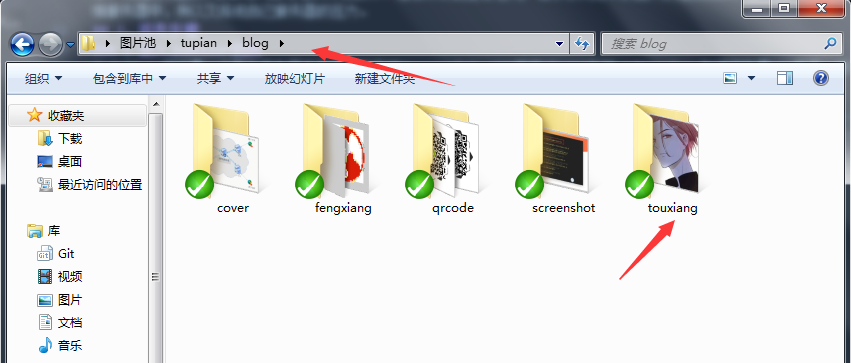 图片池 tupian blog
搜索 blog
组织 包含到库中 共享 放映幻灯片 新建文件夹
收藏夹
下载
桌面
最近访问的位置
库
Git
视频
图片
文档
音乐
cover fengxiang qrcode screenshot touxiang